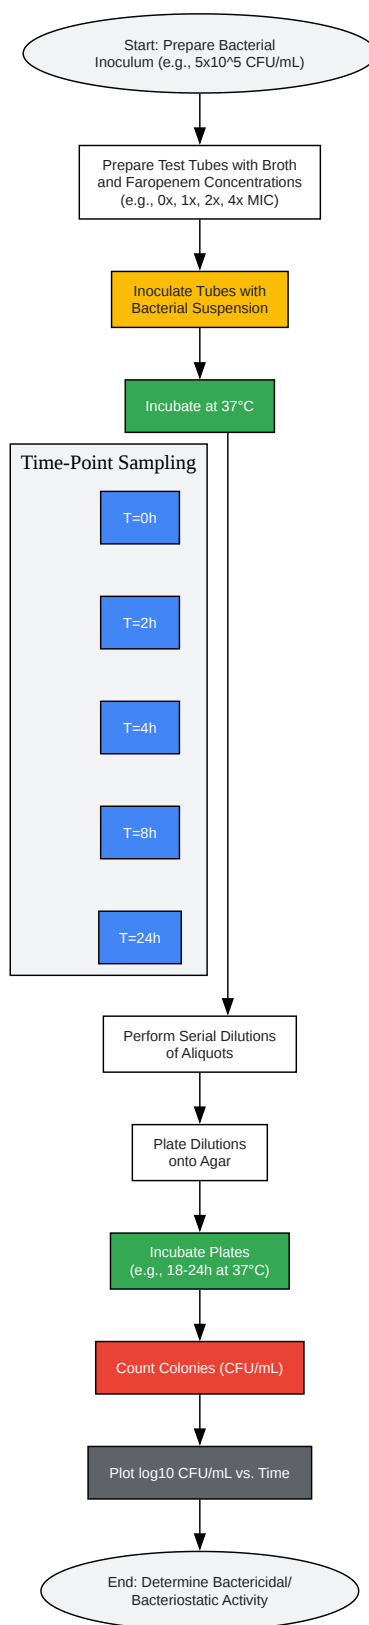 Start: Prepare Bacterial
Inoculum (e.g., 5x10^5 CFU/mL)
Prepare Test Tubes with Broth
and Faropenem Concentrations
(e.g., 0x, 1x, 2x, 4x MIC)
Inoculate Tubes with
Bacterial Suspension
Incubate at 37°C
Time-Point Sampling
T=0h
T=2h
T=4h
T=8h
T=24h
Perform Serial Dilutions
of Aliquots
Plate Dilutions
onto Agar
Incubate Plates
(e.g., 18-24h at 37°C)
Count Colonies (CFU/mL)
Plot log10 CFU/mL vs. Time
End: Determine Bactericidal/
Bacteriostatic Activity